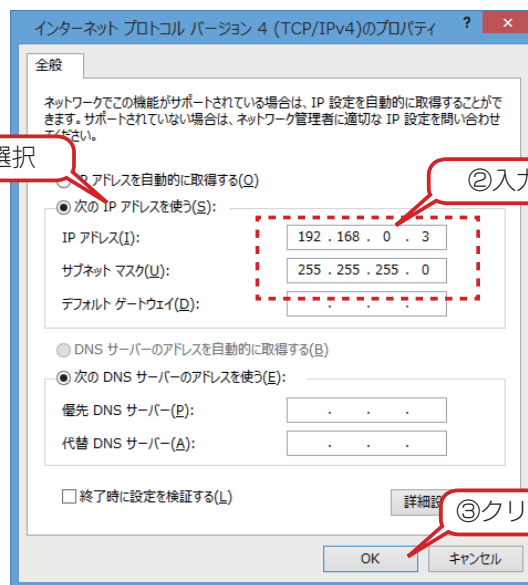 インターネット プロトコル バージョン 4 (TCP/IPv4)のプロパティ ? ×
全般
ネットワークでこの機能がサポートされている場合は、IP 設定を自動的に取得することがで
きます。サポートされていない場合は、ネットワーク管理者に適切な IP 設定を問い合わせ
てください。
選択
IP アドレスを自動的に取得する(O)
②入力
次の IP アドレスを使う(S):
IP アドレス(I): 192 . 168 . 0 . 3
サブネット マスク(U): 255 . 255 . 255 . 0
デフォルト ゲートウェイ(D): . . .
DNS サーバーのアドレスを自動的に取得する(B)
次の DNS サーバーのアドレスを使う(E):
優先 DNS サーバー(P): . . .
代替 DNS サーバー(A): . . .
終了時に設定を検証する(L)
詳細設
③クリ
OK キャンセル